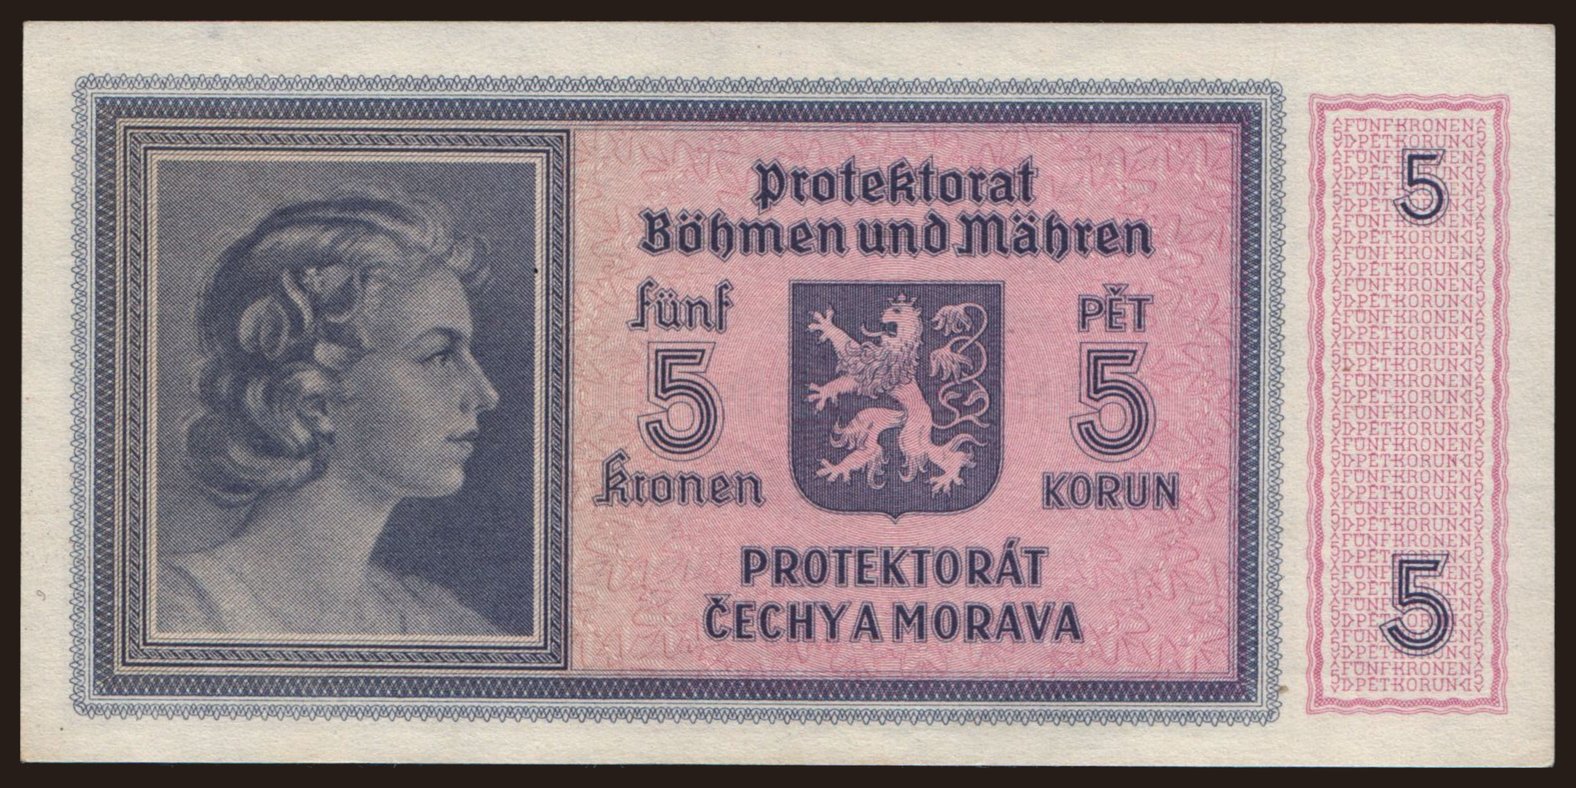 Protektorat
Böhmen und Mähren
fünf
5
Kronen
PĚT
5
KORUN
PROTEKTORÁT
ČECHY A MORAVA
5
5
FÜNF KRONEN
PĚT KORUN